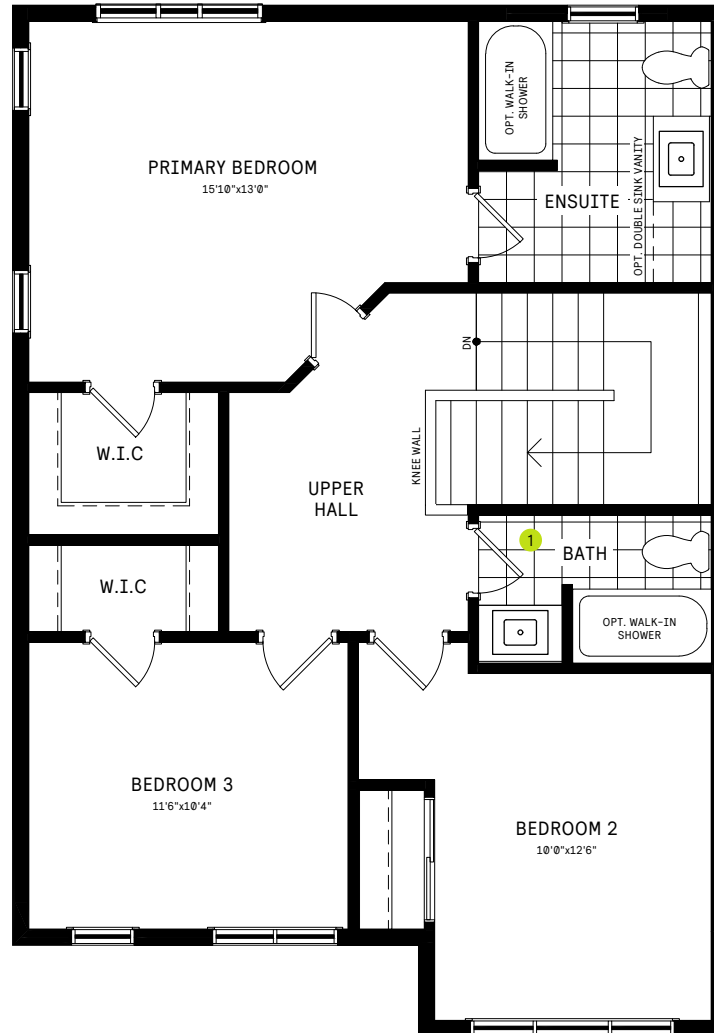 OPT. WALK-IN
SHOWER
PRIMARY BEDROOM
15'10"x13'0"
ENSUITE
OPT. DOUBLE SINK VANITY
DN
W.I.C
KNEE WALL
UPPER
HALL
1
BATH
W.I.C
OPT. WALK-IN
SHOWER
BEDROOM 3
11'6"x10'4"
BEDROOM 2
10'0"x12'6"